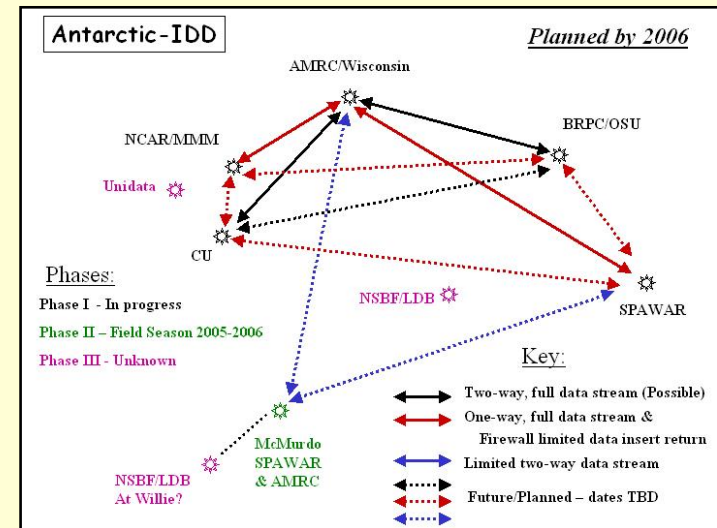 Antarctic-IDD
Planned by 2006
AMRC/Wisconsin
BRPC/OSU
NCAR/MMM
Unidata
CU
Phases:
Phase I - In progress
Phase II – Field Season 2005-2006
Phase III - Unknown
NSBF/LDB
SPAWAR
McMurdo
SPAWAR
& AMRC
NSBF/LDB
At Willie?
Key:
Two-way, full data stream (Possible)
One-way, full data stream &
Firewall limited data insert return
Limited two-way data stream
Future/Planned – dates TBD